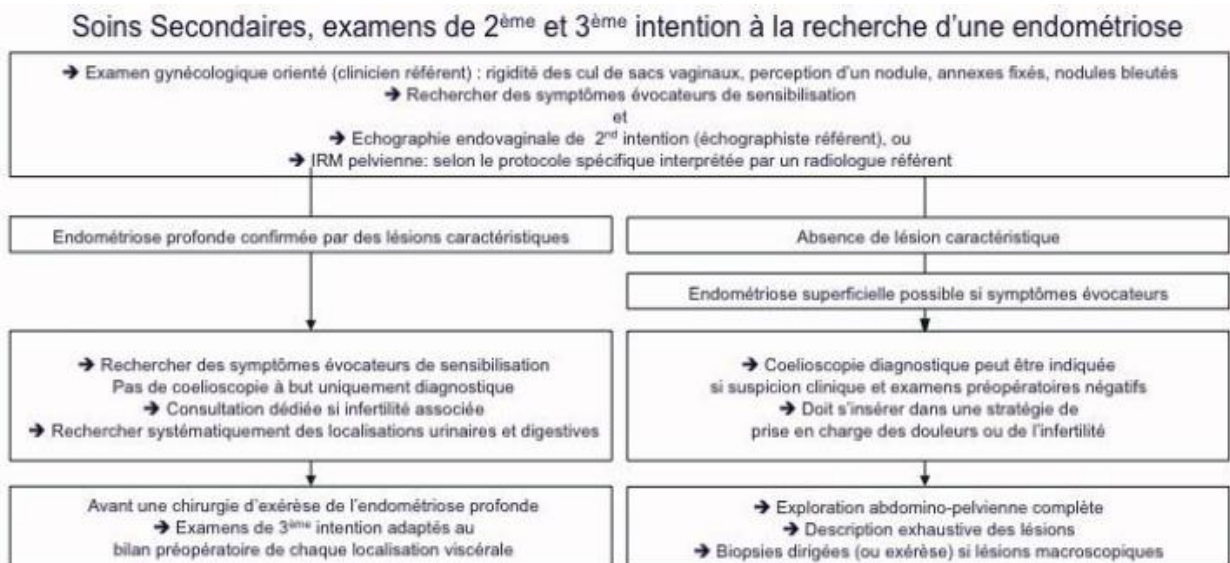 Soins Secondaires, examens de 2ème et 3ème intention à la recherche d'une endométriose
➔ Examen gynécologique orienté (clinicien référent) : rigidité des cul de sacs vaginaux, perception d'un nodule, annexes fixés, nodules bleutés
➔ Rechercher des symptômes évocateurs de sensibilisation
et
➔ Echographie endovaginale de 2nd intention (échographiste référent), ou
➔ IRM pelvienne: selon le protocole spécifique interprétée par un radiologue référent
Endométriose profonde confirmée par des lésions caractéristiques
➔ Rechercher des symptômes évocateurs de sensibilisation
Pas de coelioscopie à but uniquement diagnostique
➔ Consultation dédiée si infertilité associée
➔ Rechercher systématiquement des localisations urinaires et digestives
Avant une chirurgie d'exérèse de l'endométriose profonde
➔ Examens de 3ème intention adaptés au
bilan préopératoire de chaque localisation viscérale
Absence de lésion caractéristique
Endométriose superficielle possible si symptômes évocateurs
➔ Coelioscopie diagnostique peut être indiquée
si suspicion clinique et examens préopératoires négatifs
➔ Doit s'insérer dans une stratégie de
prise en charge des douleurs ou de l'infertilité
➔ Exploration abdomino-pelvienne complète
➔ Description exhaustive des lésions
➔ Biopsies dirigées (ou exérèse) si lésions macroscopiques